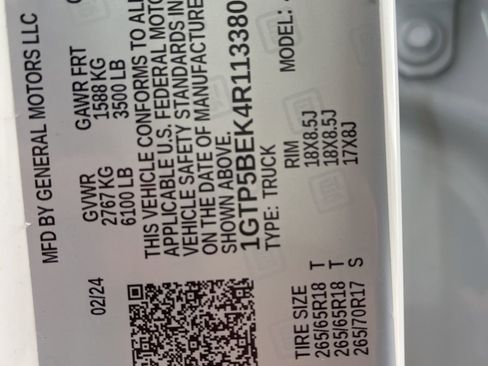 MFD BY GENERAL MOTORS LLC
02/24 GVWR GAWR FRT
2767 KG 1588 KG
6100 LB 3500 LB
THIS VEHICLE CONFORMS TO ALL
APPLICABLE U.S. FEDERAL MOTO
VEHICLE SAFETY STANDARDS IN
ON THE DATE OF MANUFACTURE
SHOWN ABOVE.
1GTP5BEK4R113380
TYPE: TRUCK MODEL:
TIRE SIZE RIM
265/65R18 T 18X8.5J
265/65R18 T 18X8.5J
265/70R17 S 17X8J